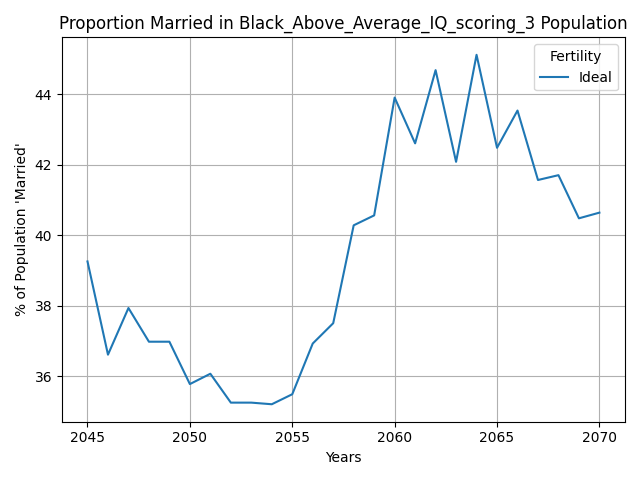 Proportion Married in Black_Above_Average_IQ_scoring_3 Population
Fertility
Ideal
% of Population 'Married'
44
42
40
38
36
2045 2050 2055 2060 2065 2070
Years